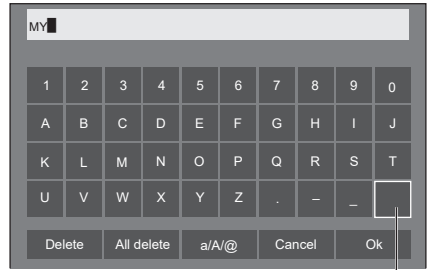 MY
1 2 3 4 5 6 7 8 9 0
A B C D E F G H I J
K L M N O P Q R S T
U V W X Y Z . – _
Delete All delete a/A/@ Cancel Ok